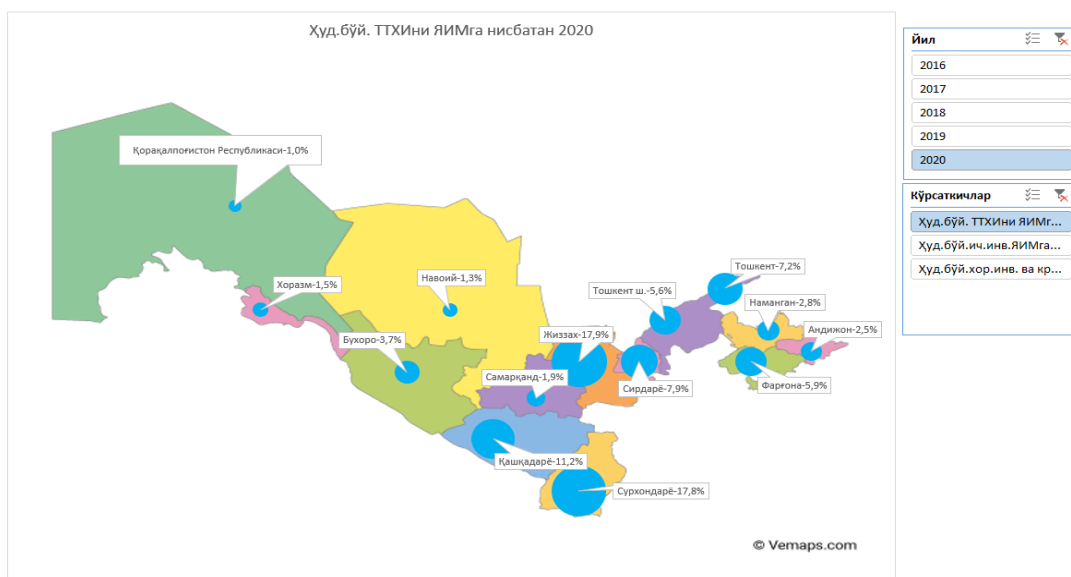 Ҳуд.бўй. ТТХИни ЯИМга нисбатан 2020
Қорақалпоғистон Республикаси-1,0%
Хоразм-1,5%
Навоий-1,3%
Бухоро-3,7%
Самарқанд-1,9%
Жиззах-17,9%
Тошкент ш.-5,6%
Тошкент-7,2%
Наманган-2,8%
Андижон-2,5%
Фарғона-5,9%
Сирдарё-7,9%
Қашқадарё-11,2%
Сурхондарё-17,8%
© Vemaps.com
Йил
2016
2017
2018
2019
2020
Кўрсаткичлар
Ҳуд.бўй. ТТХИни ЯИМг...
Ҳуд.бўй.ич.инв.ЯИМга...
Ҳуд.бўй.хор.инв. ва кр...